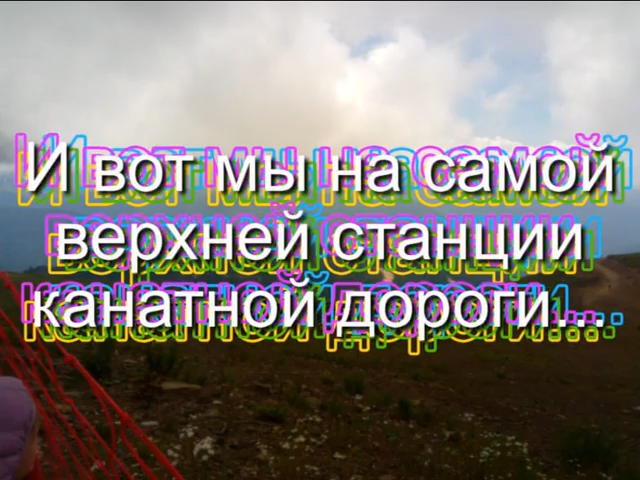 И вот мы на самой
верхней станции
канатной дороги...